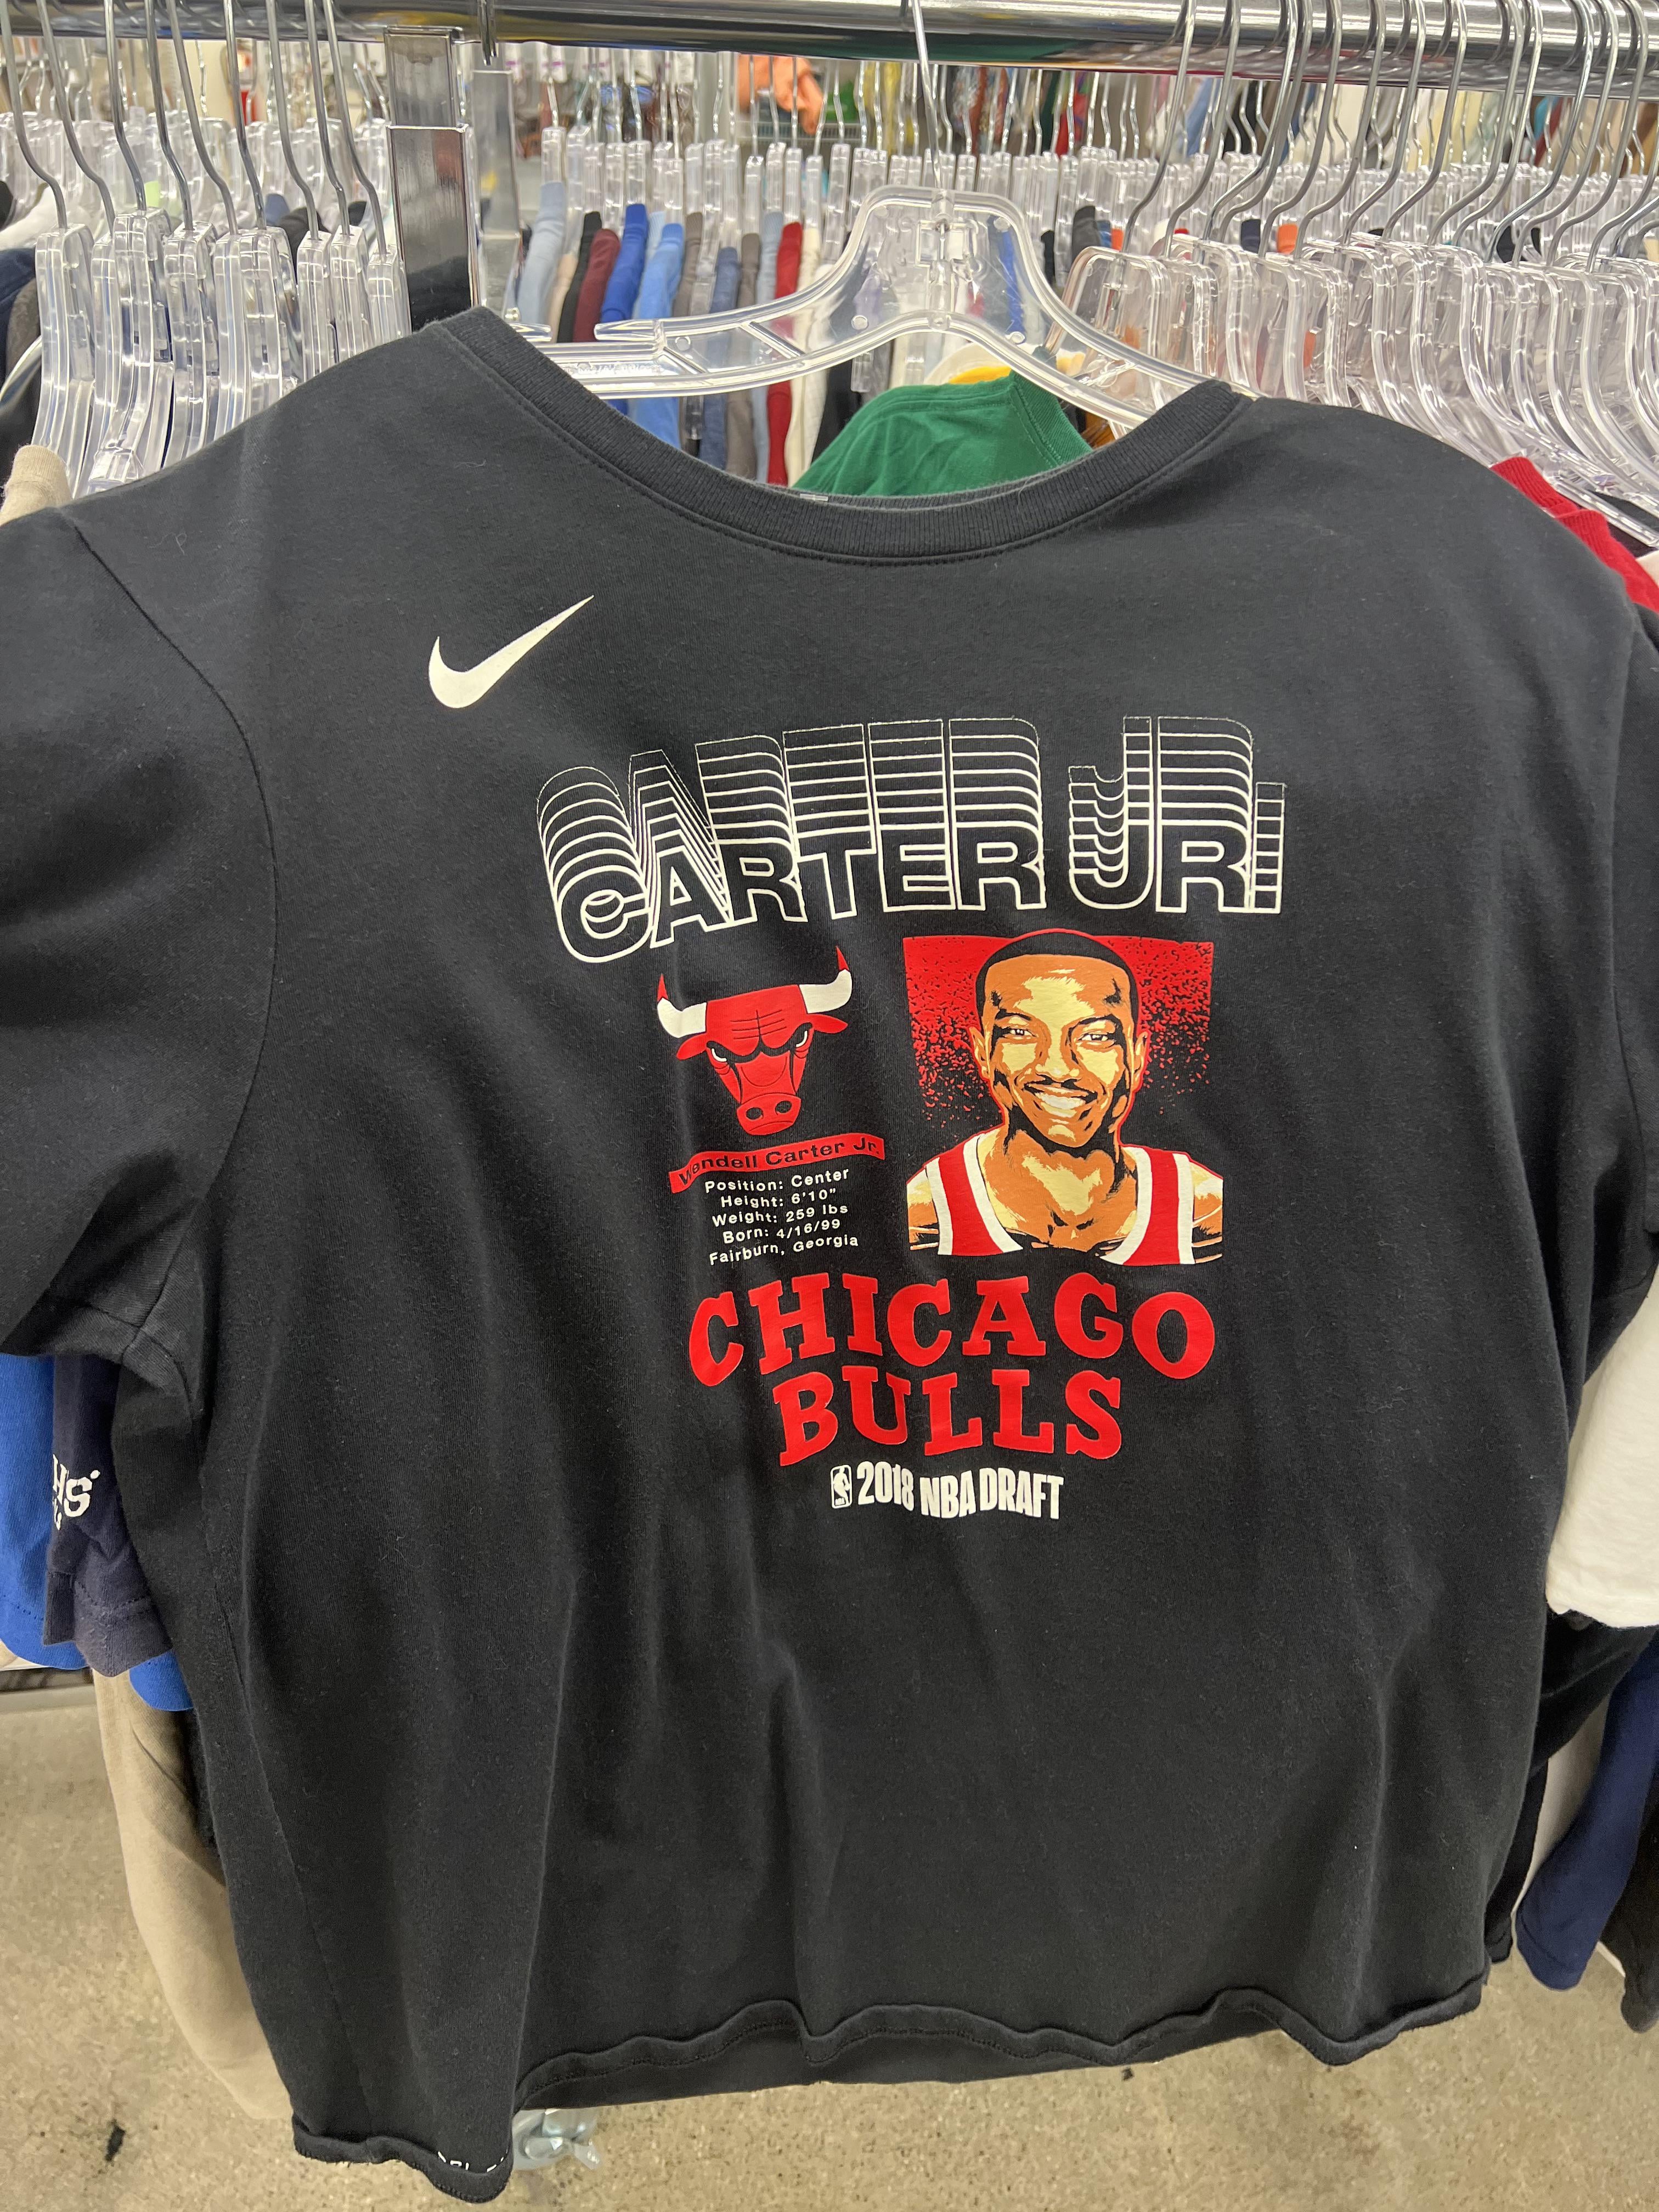 CARTER JR.
Wendell Carter Jr.
Position: Center
Height: 6'10"
Weight: 259 lbs
Born: 4/16/99
Fairburn, Georgia
CHICAGO
BULLS
2018 NBA DRAFT